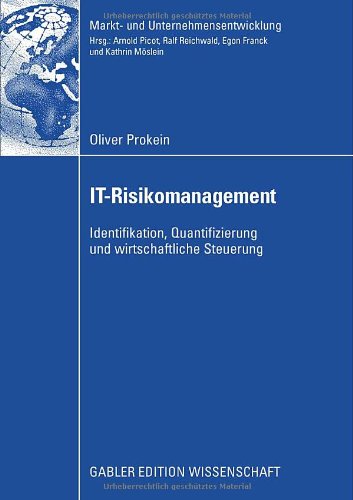 Urheberrechtlich geschütztes Material
Markt- und Unternehmensentwicklung
Hrsg.: Arnold Picot, Ralf Reichwald, Egon Franck
und Kathrin Möslein
Oliver Prokein
IT-Risikomanagement
Identifikation, Quantifizierung
und wirtschaftliche Steuerung
GABLER EDITION WISSENSCHAFT
Urheberrechtlich geschütztes Material